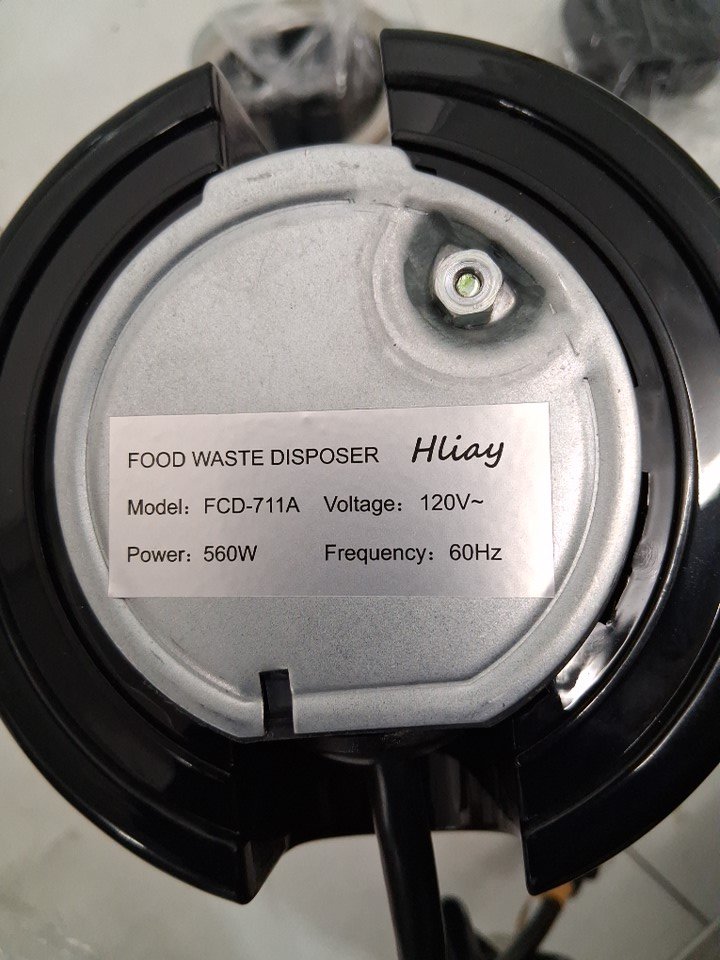 FOOD WASTE DISPOSER Hliay
Model: FCD-711A Voltage: 120V~
Power: 560W Frequency: 60Hz